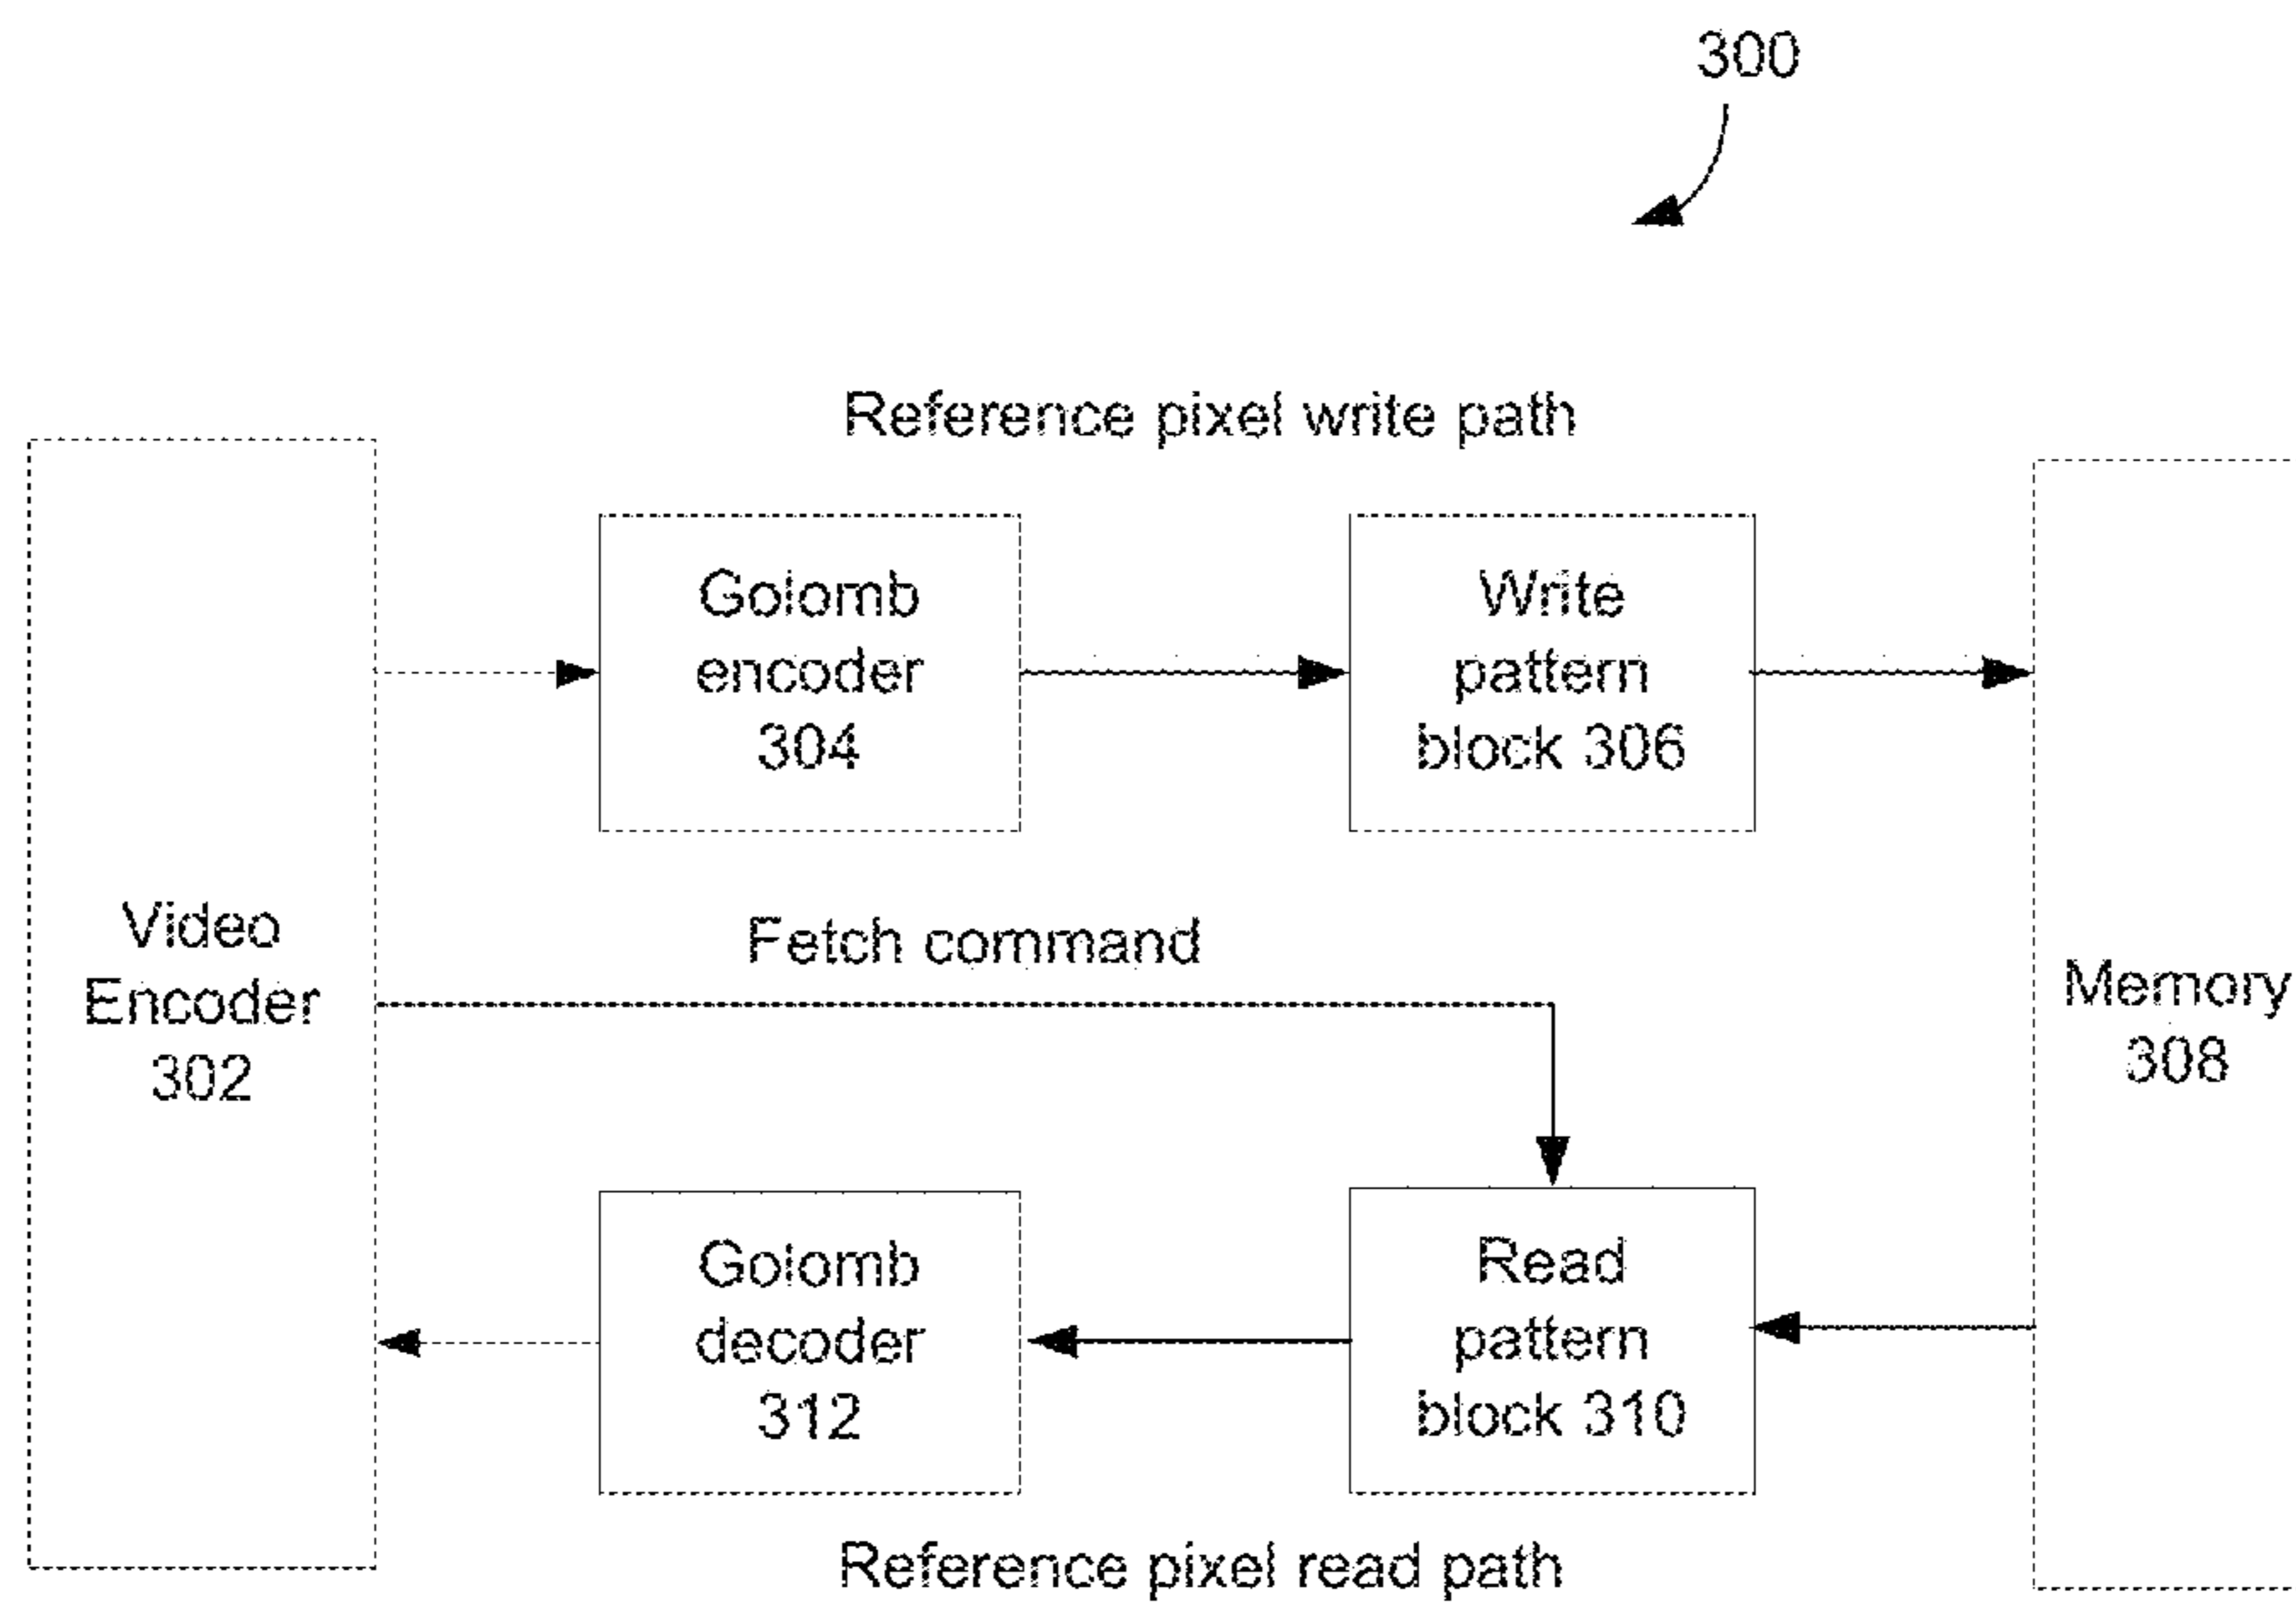 300
Reference pixel write path
Golomb
encoder
304
Write
pattern
block 306
Video
Encoder
302
Fetch command
Memory
308
Golomb
decoder
312
Read
pattern
block 310
Reference pixel read path